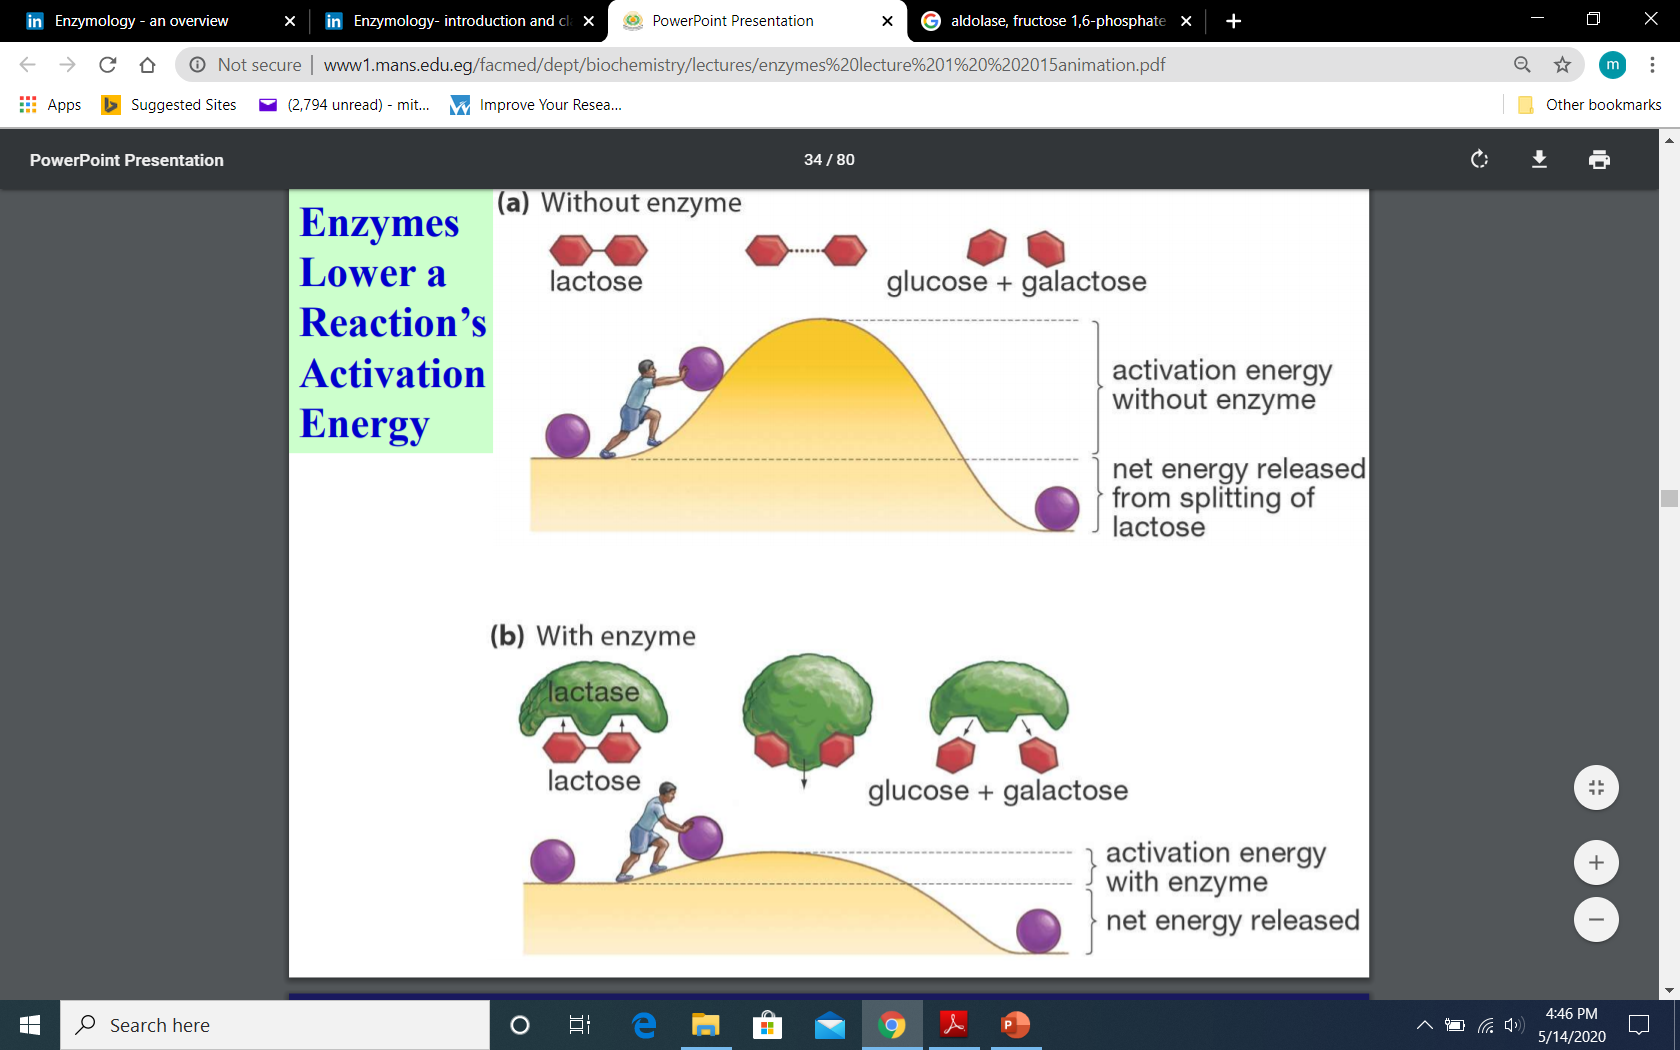 Enzymology - an overview
Enzymology- introduction and cl
PowerPoint Presentation
aldolase, fructose 1,6-phosphate
Not secure | www1.mans.edu.eg/facmed/dept/biochemistry/lectures/enzymes%20lecture%201%20%202015animation.pdf
m
Apps
Suggested Sites
(2,794 unread) - mit...
Improve Your Resea...
Other bookmarks
PowerPoint Presentation
34 / 80
Enzymes
Lower a
Reaction's
Activation
Energy
(a) Without enzyme
lactose
glucose + galactose
activation energy
without enzyme
net energy released
from splitting of
lactose
(b) With enzyme
lactase
lactose
glucose + galactose
activation energy
with enzyme
net energy released
Search here
4:46 PM
5/14/2020